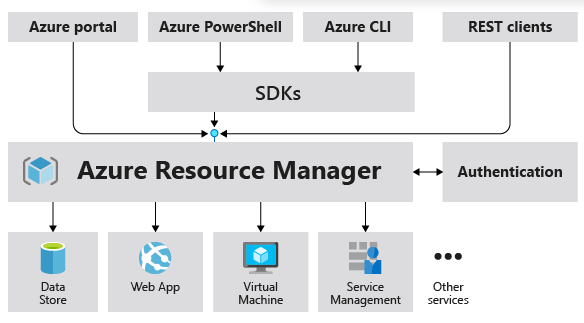 Azure portal
Azure PowerShell
Azure CLI
REST clients
SDKs
Azure Resource Manager
Authentication
Data
Store
Web App
Virtual
Machine
Service
Management
Other
services